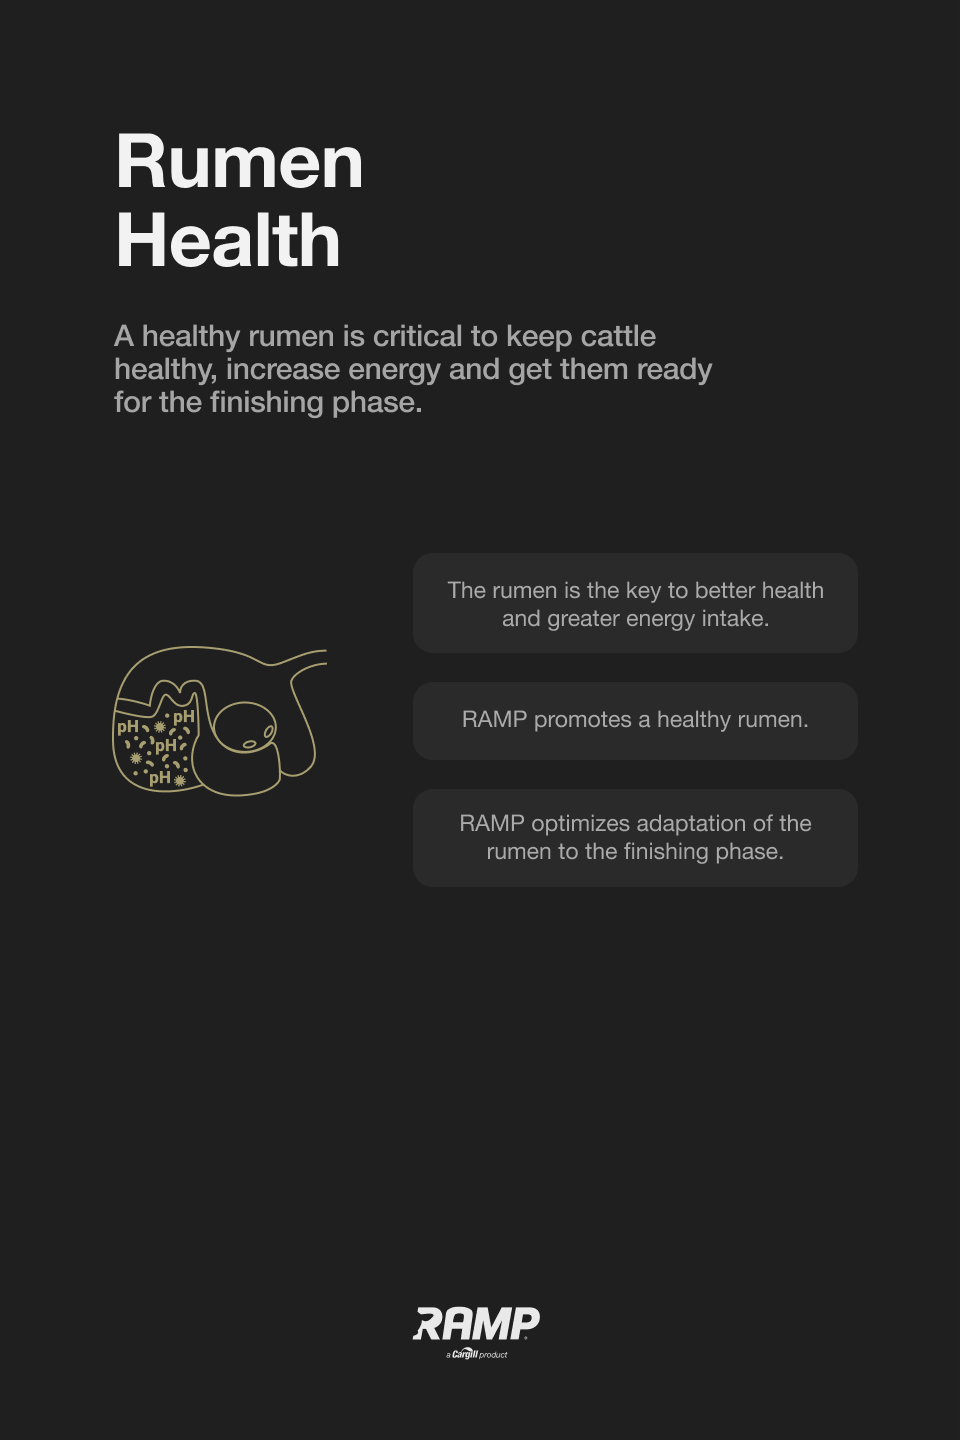 Rumen
Health
A healthy rumen is critical to keep cattle
healthy, increase energy and get them ready
for the finishing phase.
The rumen is the key to better health
and greater energy intake.
pH
pH
pH
pH
RAMP promotes a healthy rumen.
RAMP optimizes adaptation of the
rumen to the finishing phase.
RAMP®
a Cargill product